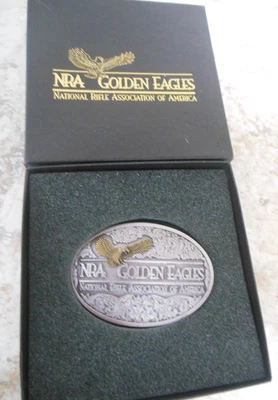 NRA GOLDEN EAGLES
NATIONAL RIFLE ASSOCIATION OF AMERICA
NRA GOLDEN EAGLES
NATIONAL RIFLE ASSOCIATION OF AMERICA